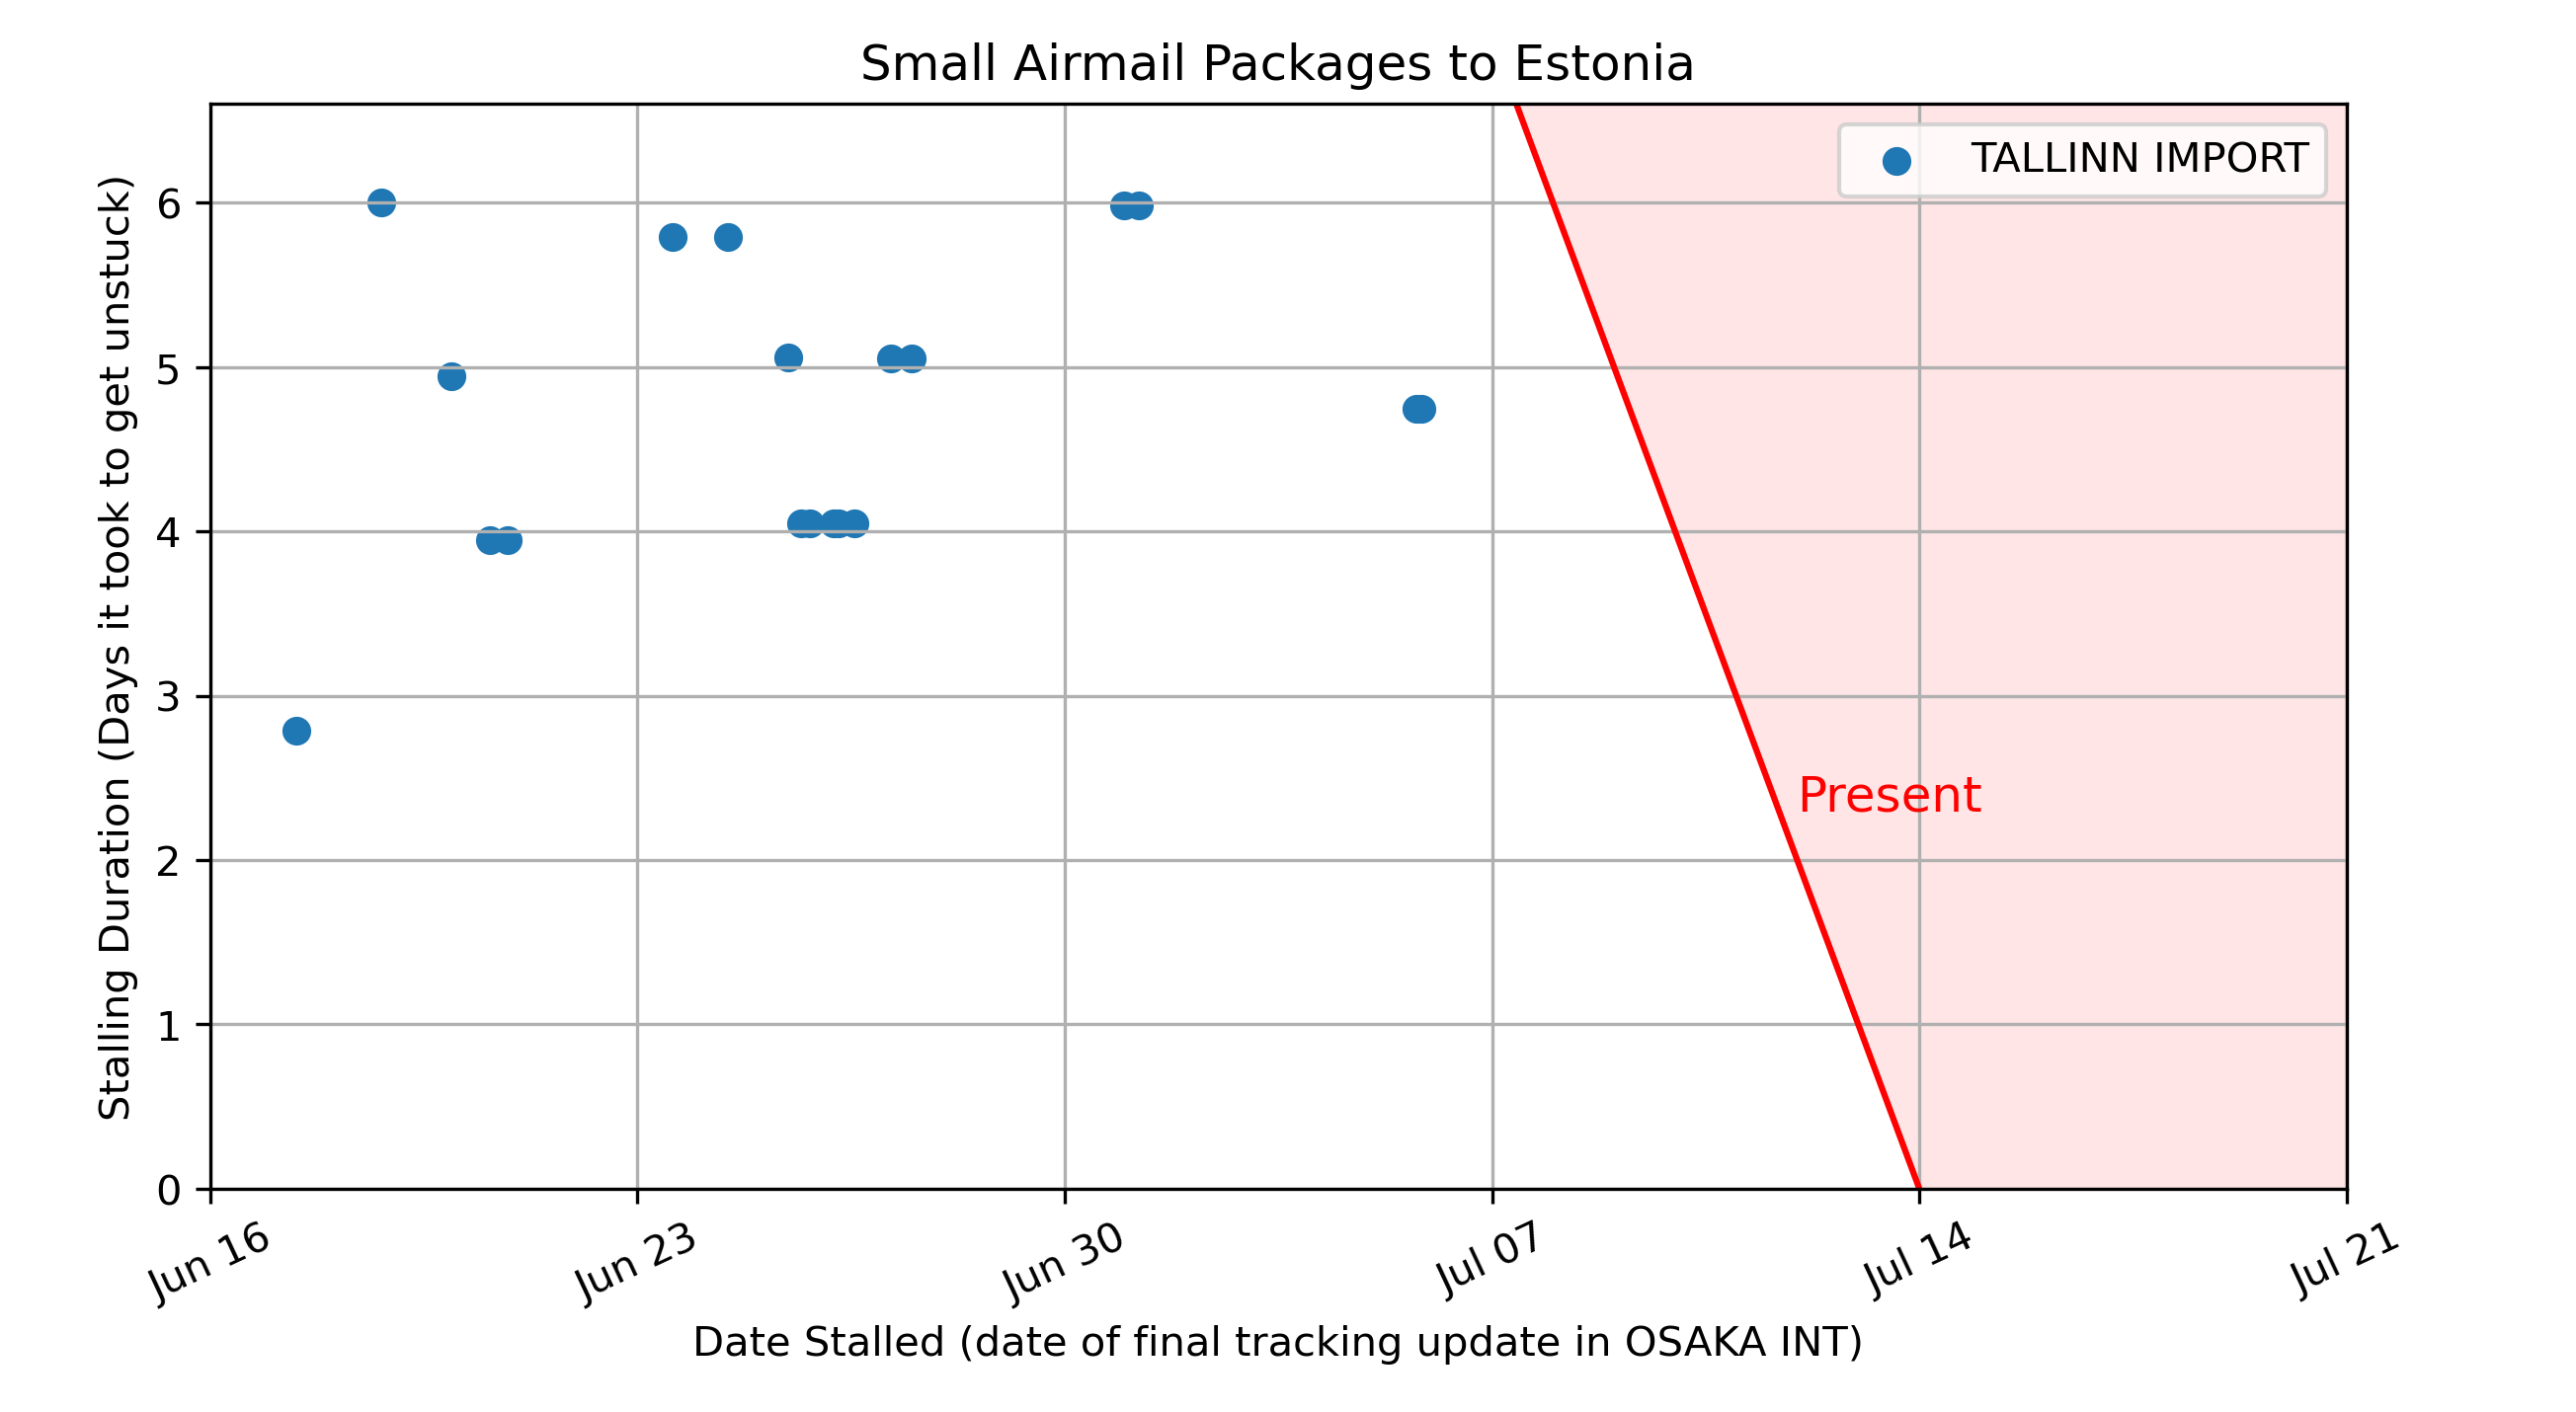 Small Airmail Packages to Estonia
TALLINN IMPORT
Stalling Duration (Days it took to get unstuck)
6
5
4
3
2
1
0
Present
Jun 16
Jun 23
Jun 30
Jul 07
Jul 14
Jul 21
Date Stalled (date of final tracking update in OSAKA INT)